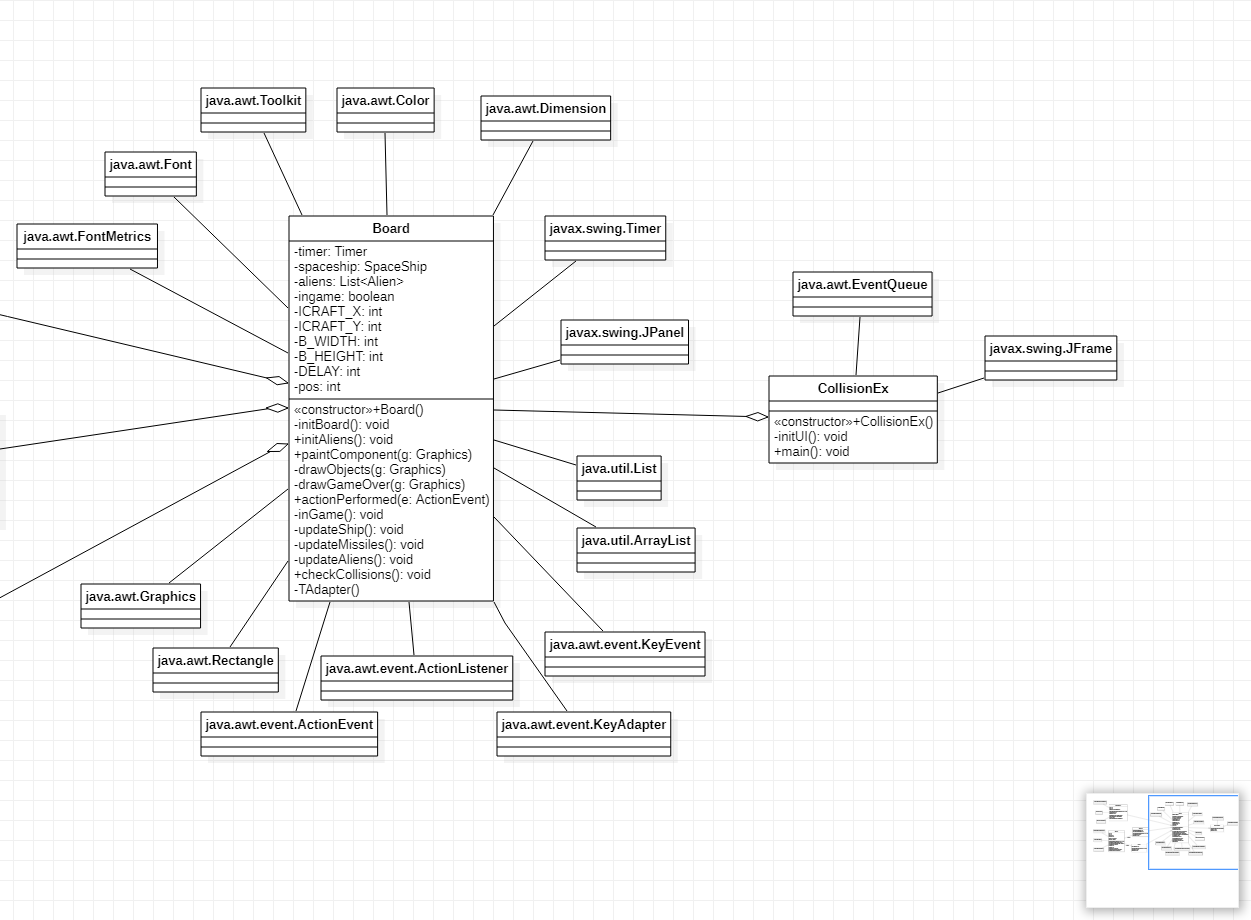 java.awt.Toolkit
java.awt.Color
java.awt.Dimension
java.awt.Font
java.awt.FontMetrics
Board
-timer: Timer
-spaceship: SpaceShip
-aliens: List<Alien>
-ingame: boolean
-ICRAFT_X: int
-ICRAFT_Y: int
-B_WIDTH: int
-B_HEIGHT: int
-DELAY: int
-pos: int
«constructor»+Board()
-initBoard(): void
+initAliens(): void
+paintComponent(g: Graphics)
-drawObjects(g: Graphics)
-drawGameOver(g: Graphics)
+actionPerformed(e: ActionEvent)
-inGame(): void
-updateShip(): void
-updateMissiles(): void
-updateAliens(): void
+checkCollisions(): void
-TAdapter()
javax.swing.Timer
javax.swing.JPanel
java.awt.EventQueue
javax.swing.JFrame
CollisionEx
«constructor»+CollisionEx()
-initUI(): void
+main(): void
java.util.List
java.util.ArrayList
java.awt.Graphics
java.awt.event.KeyEvent
java.awt.Rectangle
java.awt.event.ActionListener
java.awt.event.ActionEvent
java.awt.event.KeyAdapter